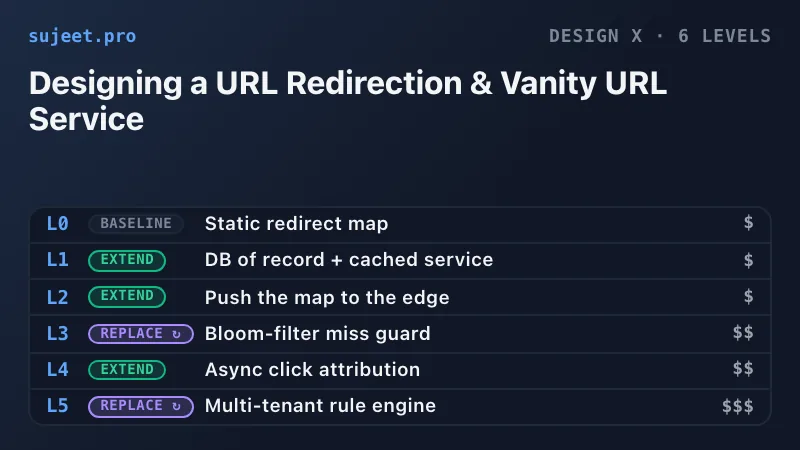 sujeet.pro
DESIGN X · 6 LEVELS
Designing a URL Redirection & Vanity URL
Service
L0 BASELINE Static redirect map $
L1 EXTEND DB of record + cached service $
L2 EXTEND Push the map to the edge $
L3 REPLACE ↻ Bloom-filter miss guard $$
L4 EXTEND Async click attribution $$
L5 REPLACE ↻ Multi-tenant rule engine $$$